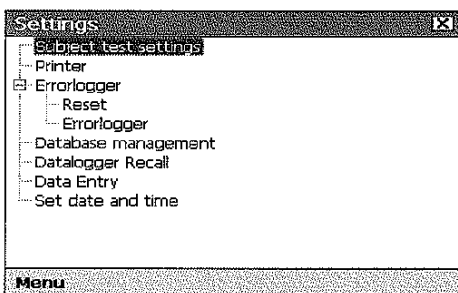 Settings
Subject test settings
Printer
Errorlogger
Reset
Errorlogger
Database management
Datalogger Recall
Data Entry
Set date and time
Menu